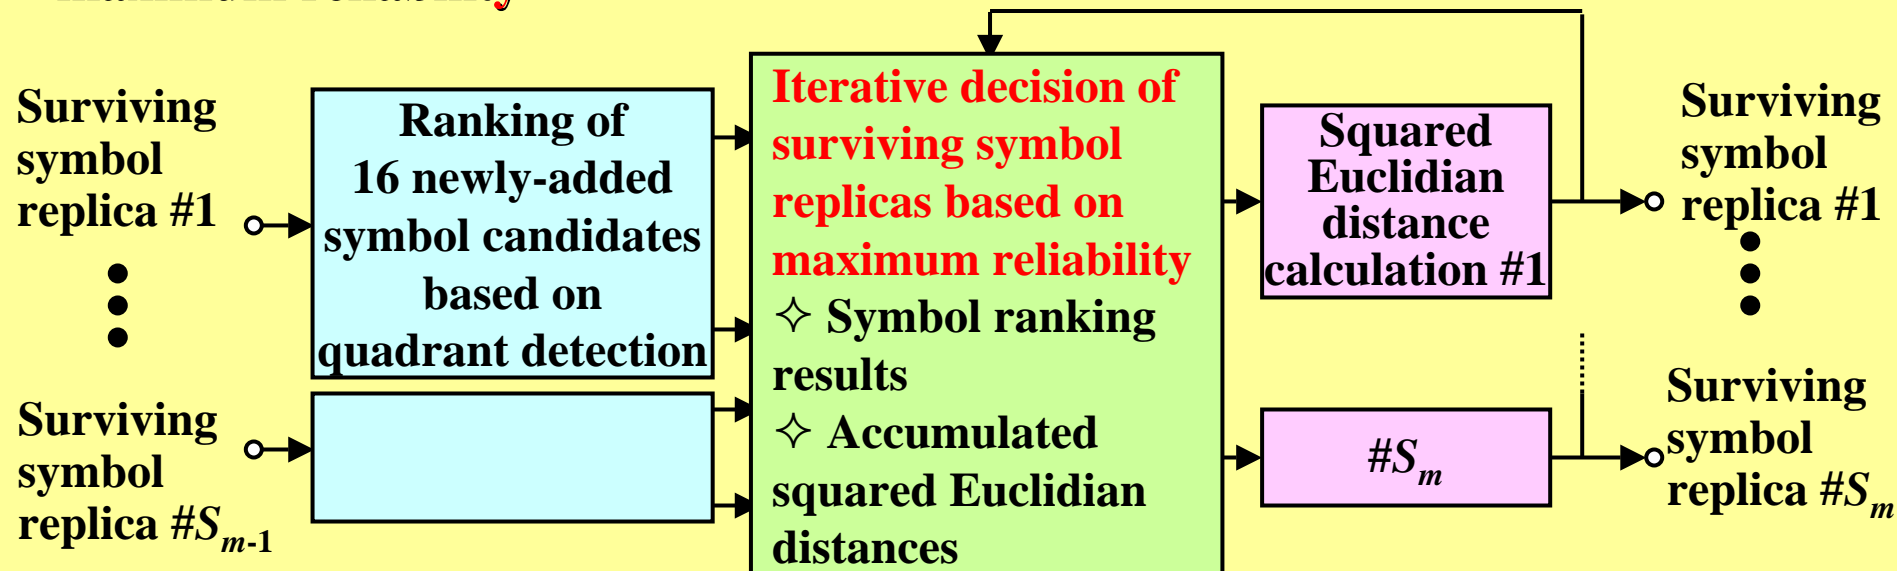 Surviving
symbol
replica #1
Ranking of
16 newly-added
symbol candidates
based on
quadrant detection
Surviving
symbol
replica #Sm-1
Iterative decision of
surviving symbol
replicas based on
maximum reliability
✧ Symbol ranking
results
✧ Accumulated
squared Euclidian
distances
Squared
Euclidian
distance
calculation #1
#Sm
Surviving
symbol
replica #1
Surviving
symbol
replica #Sm